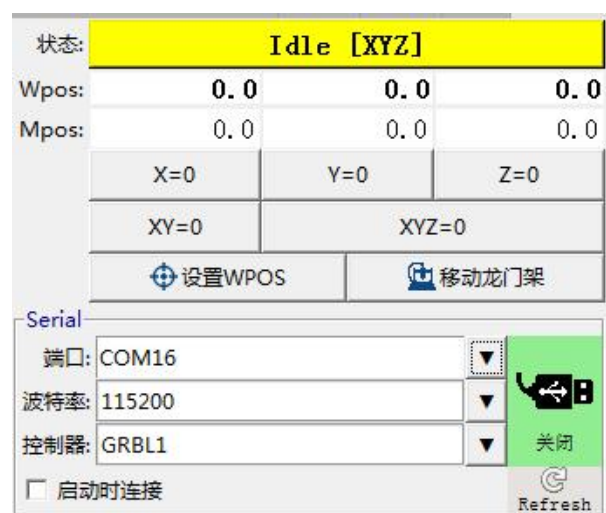 状态: Idle [XYZ]
Wpos: 0.0 0.0 0.0
Mpos: 0.0 0.0 0.0
X=0 Y=0 Z=0
XY=0 XYZ=0
设置WPOS 移动龙门架
Serial
端口: COM16
波特率: 115200
控制器: GRBL1 关闭
启动时连接 Refresh